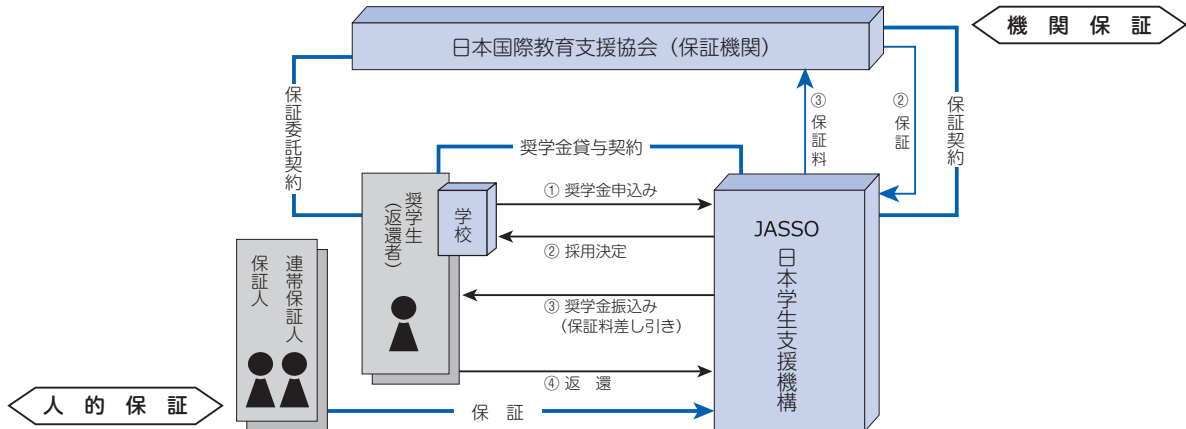 機関保証
日本国際教育支援協会（保証機関）
保証委託契約
③保証料
②保証
保証契約
奨学金貸与契約
奨学生
（返還者）
学校
① 奨学金申込み
② 採用決定
③ 奨学金振込み
（保証料差し引き）
④ 返　還
JASSO
日本学生支援機構
連帯保証人
保証人
人的保証
保　証